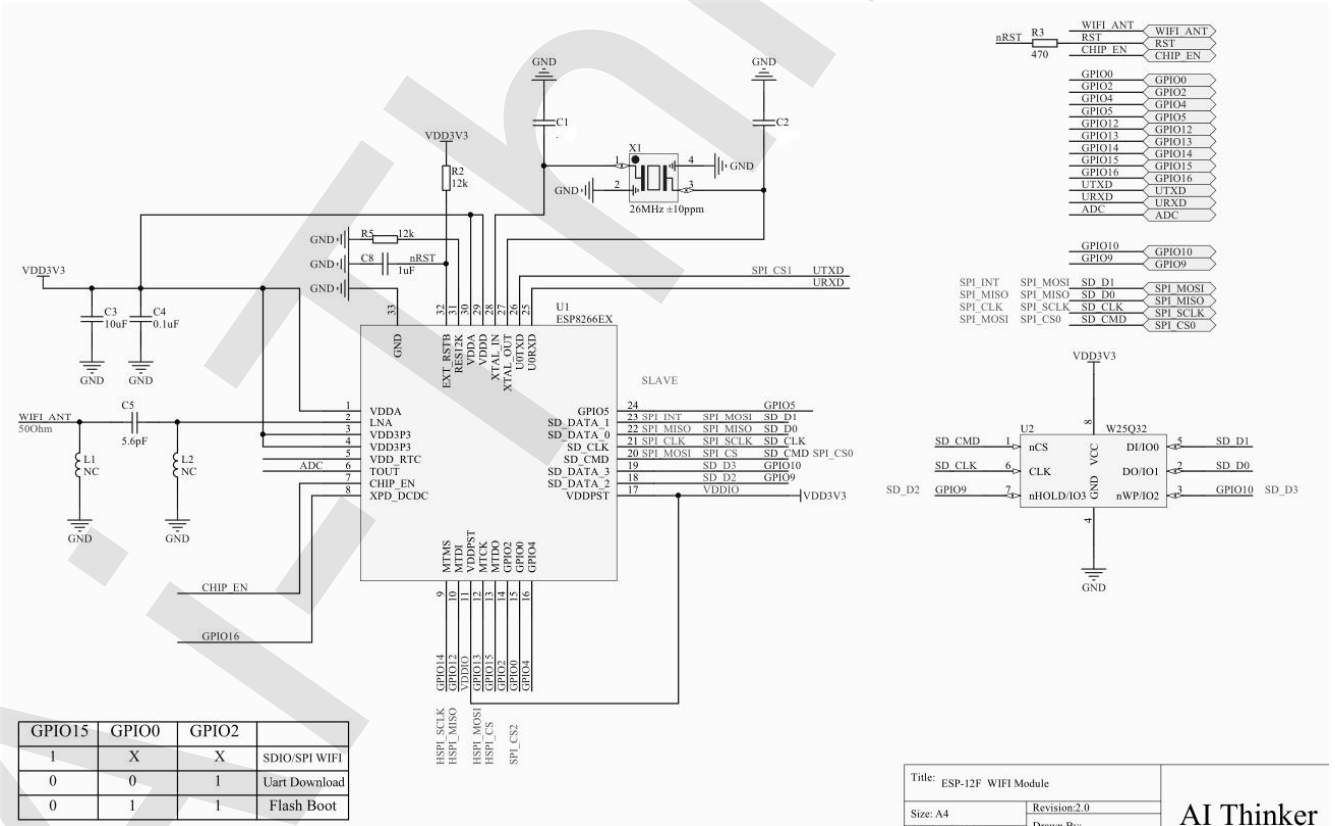 WIFI_ANT WIFI_ANT
nRST R3 RST RST
470 CHIP_EN CHIP_EN
GPIO0 GPIO0
GPIO2 GPIO2
GPIO4 GPIO4
GPIO5 GPIO5
GPIO12 GPIO12
GPIO13 GPIO13
GPIO14 GPIO14
GPIO15 GPIO15
GPIO16 GPIO16
UTXD UTXD
URXD URXD
ADC ADC
GPIO10 GPIO10
GPIO9 GPIO9
SPI_INT SPI_MOSI SD_D1 SPI_MOSI
SPI_MISO SPI_MISO SD_D0 SPI_MISO
SPI_CLK SPI_SCLK SD_CLK SPI_SCLK
SPI_MOSI SPI_CS0 SD_CMD SPI_CS0
GND GND
C1 C2
VDD3V3
R2
12k
X1
1 4 GND
GND 2 3
26MHz ±10ppm
GND R5 12k
GND C8 nRST
1uF
GND
VDD3V3
C3
10uF
C4
0.1uF
GND GND
SPI_CS1 UTXD
URXD
33 32 31 30 29 28 27 26 25
U1
ESP8266EX
GND EXT_RSTB RES12K VDDA VDDD XTAL_IN XTAL_OUT U0TXD U0RXD
SLAVE
WIFI_ANT
50Ohm
C5
5.6pF
L1
NC
L2
NC
GND GND
1 VDDA
2 LNA
3 VDD3P3
4 VDD3P3
5 VDD_RTC
ADC 6 TOUT
7 CHIP_EN
8 XPD_DCDC
GPIO5 24 GPIO5
SD_DATA_1 23 SPI_INT SPI_MOSI SD_D1
SD_DATA_0 22 SPI_MISO SPI_MISO SD_D0
SD_CLK 21 SPI_CLK SPI_SCLK SD_CLK
SD_CMD 20 SPI_MOSI SPI_CS SD_CMD SPI_CS0
SD_DATA_3 19 SD_D3 GPIO10
SD_DATA_2 18 SD_D2 GPIO9
VDDPST 17 VDDIO VDD3V3
MTMS MTDI VDDPST MTCK MTDO GPIO2 GPIO0 GPIO4
9 10 11 12 13 14 15 16
GPIO14 GPIO12 VDDIO GPIO13 GPIO15 GPIO2 GPIO0 GPIO4
HSPI_SCLK HSPI_MISO HSPI_MOSI HSPI_CS SPI_CS2
CHIP_EN
GPIO16
VDD3V3
8
U2 W25Q32
SD_CMD 1 nCS VCC DI/IO0 5 SD_D1
SD_CLK 6 CLK DO/IO1 2 SD_D0
SD_D2 GPIO9 7 nHOLD/IO3 GND nWP/IO2 3 GPIO10 SD_D3
4
GND
GPIO15 GPIO0 GPIO2
1 X X SDIO/SPI WIFI
0 0 1 Uart Download
0 1 1 Flash Boot
Title: ESP-12F WIFI Module
Size: A4 Revision:2.0
AI Thinker